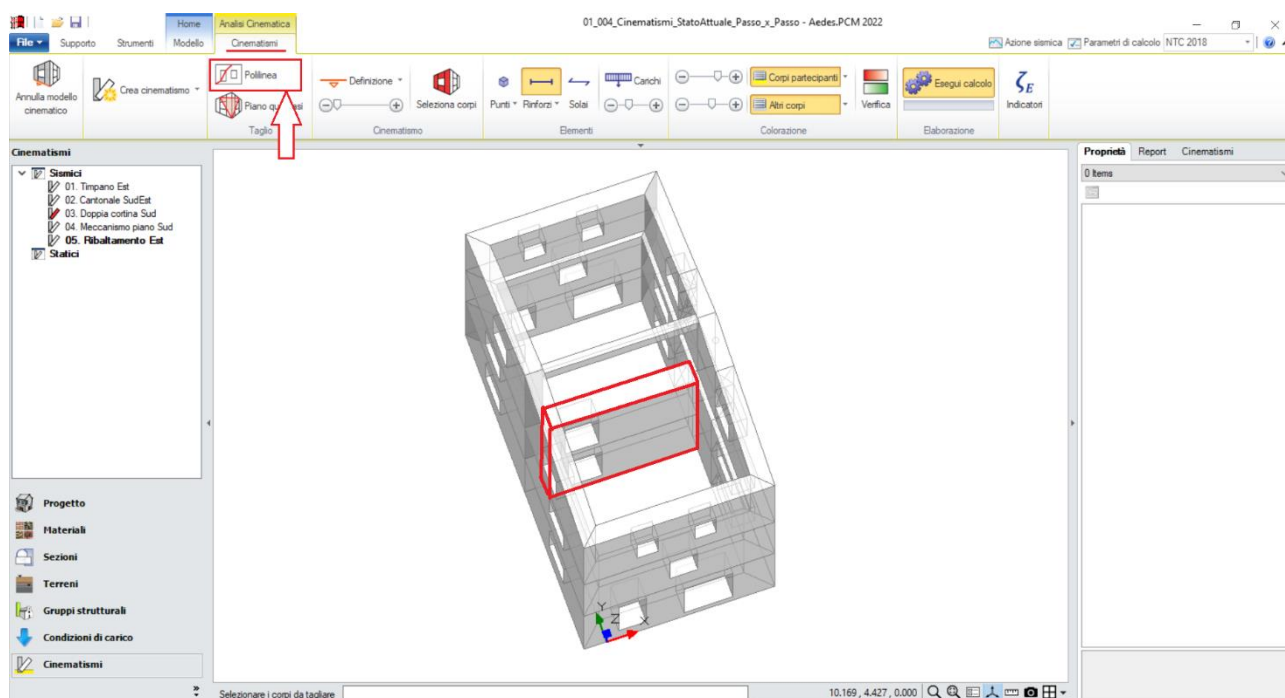 Home
Analisi Cinematica
01_004_Cinematismi_StatoAttuale_Passo_x_Passo - Aedes.PCM 2022
File
Supporto
Strumenti
Modello
Cinematismi
Azione sismica
Parametri di calcolo
NTC 2018
Annulla modello
cinematico
Crea cinematismo
Polilinea
Piano qu
Taglio
Definizione
Seleziona corpi
Cinematismo
Punti
Rinforzi
Solai
Carichi
Elementi
Corpi partecipanti
Altri corpi
Verifica
Colorazione
Esegui calcolo
Elaborazione
ζE
Indicatori
Cinematismi
Sismici
01. Timpano Est
02. Cantonale SudEst
03. Doppia cortina Sud
04. Meccanismo piano Sud
05. Ribaltamento Est
Statici
Proprietà
Report
Cinematismi
0 Items
Progetto
Materiali
Sezioni
Terreni
Gruppi strutturali
Condizioni di carico
Cinematismi
Y
Z
X
Selezionare i corpi da tagliare
10.169 , 4.427 , 0.000